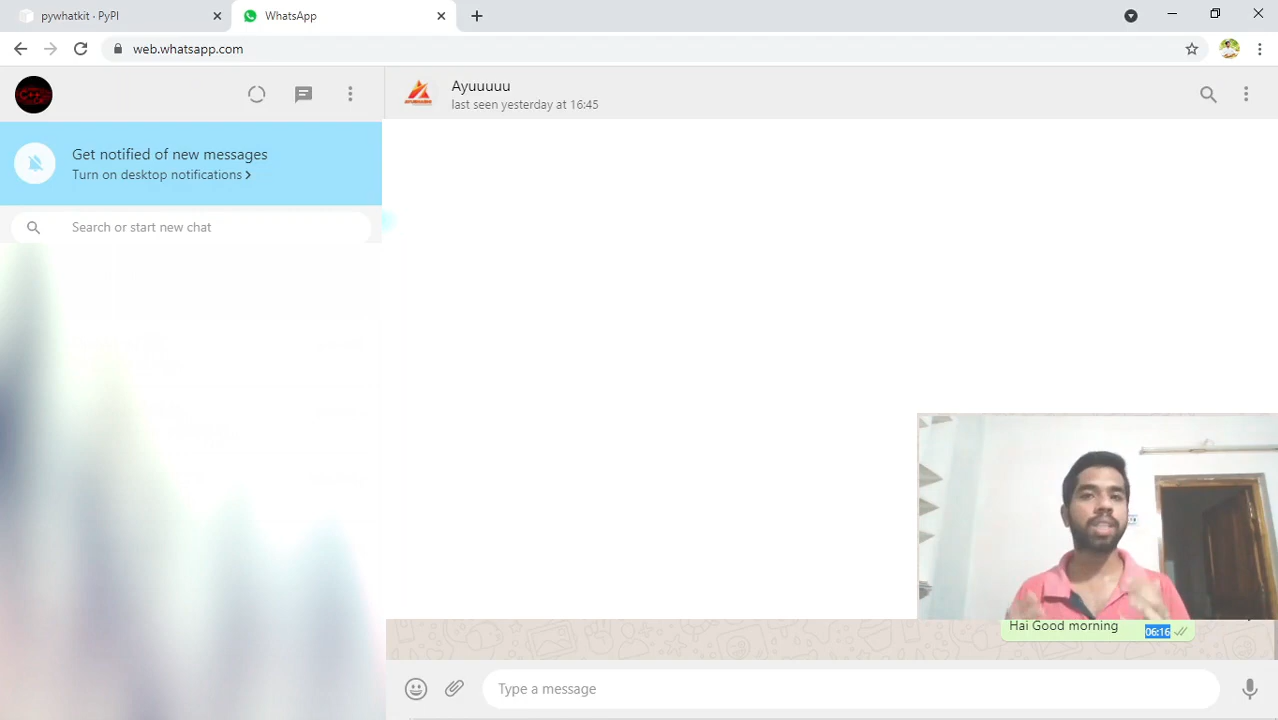 pywhatkit - PyPI
WhatsApp
web.whatsapp.com
Ayuuuuu
last seen yesterday at 16:45
Get notified of new messages
Turn on desktop notifications
Search or start new chat
Hai Good morning 06:16
Type a message